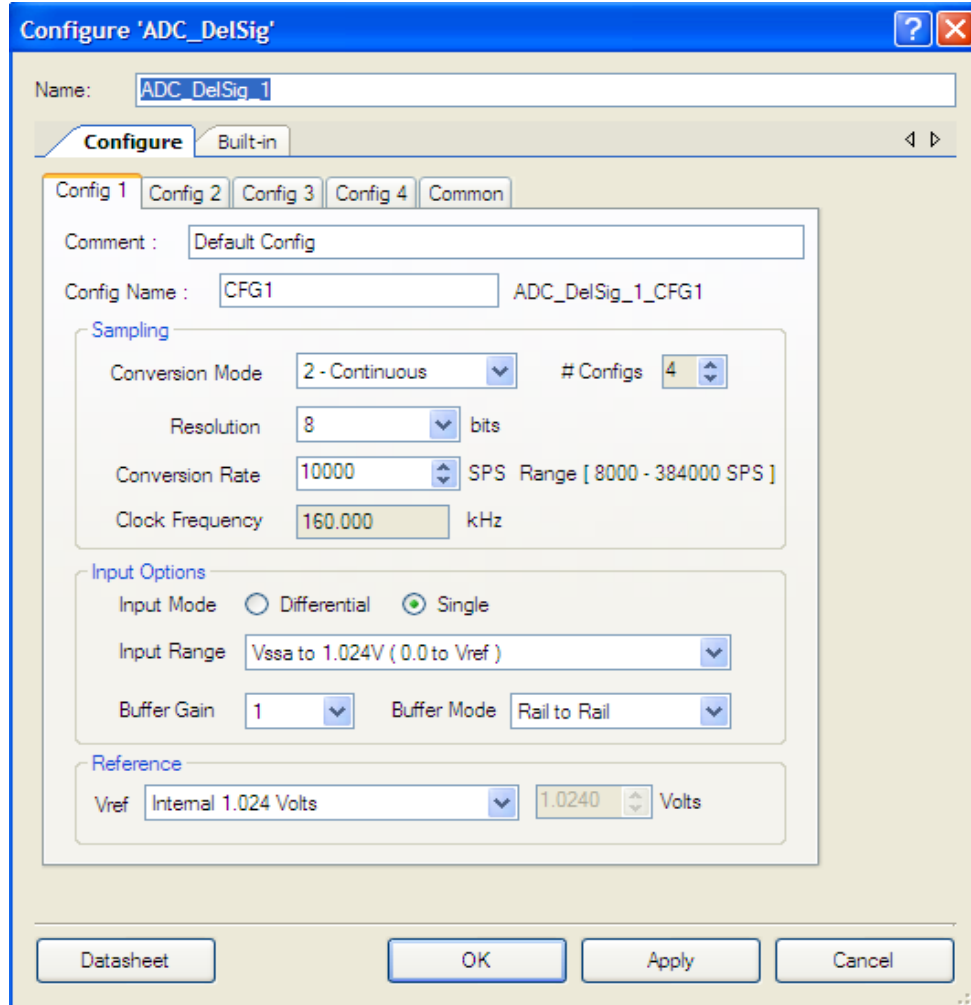 Configure 'ADC_DelSig'
Name: ADC_DelSig_1
Configure Built-in
Config 1 Config 2 Config 3 Config 4 Common
Comment : Default Config
Config Name : CFG1 ADC_DelSig_1_CFG1
Sampling
Conversion Mode 2 - Continuous # Configs 4
Resolution 8 bits
Conversion Rate 10000 SPS Range [ 8000 - 384000 SPS ]
Clock Frequency 160.000 kHz
Input Options
Input Mode Differential Single
Input Range Vssa to 1.024V ( 0.0 to Vref )
Buffer Gain 1 Buffer Mode Rail to Rail
Reference
Vref Internal 1.024 Volts 1.0240 Volts
Datasheet OK Apply Cancel